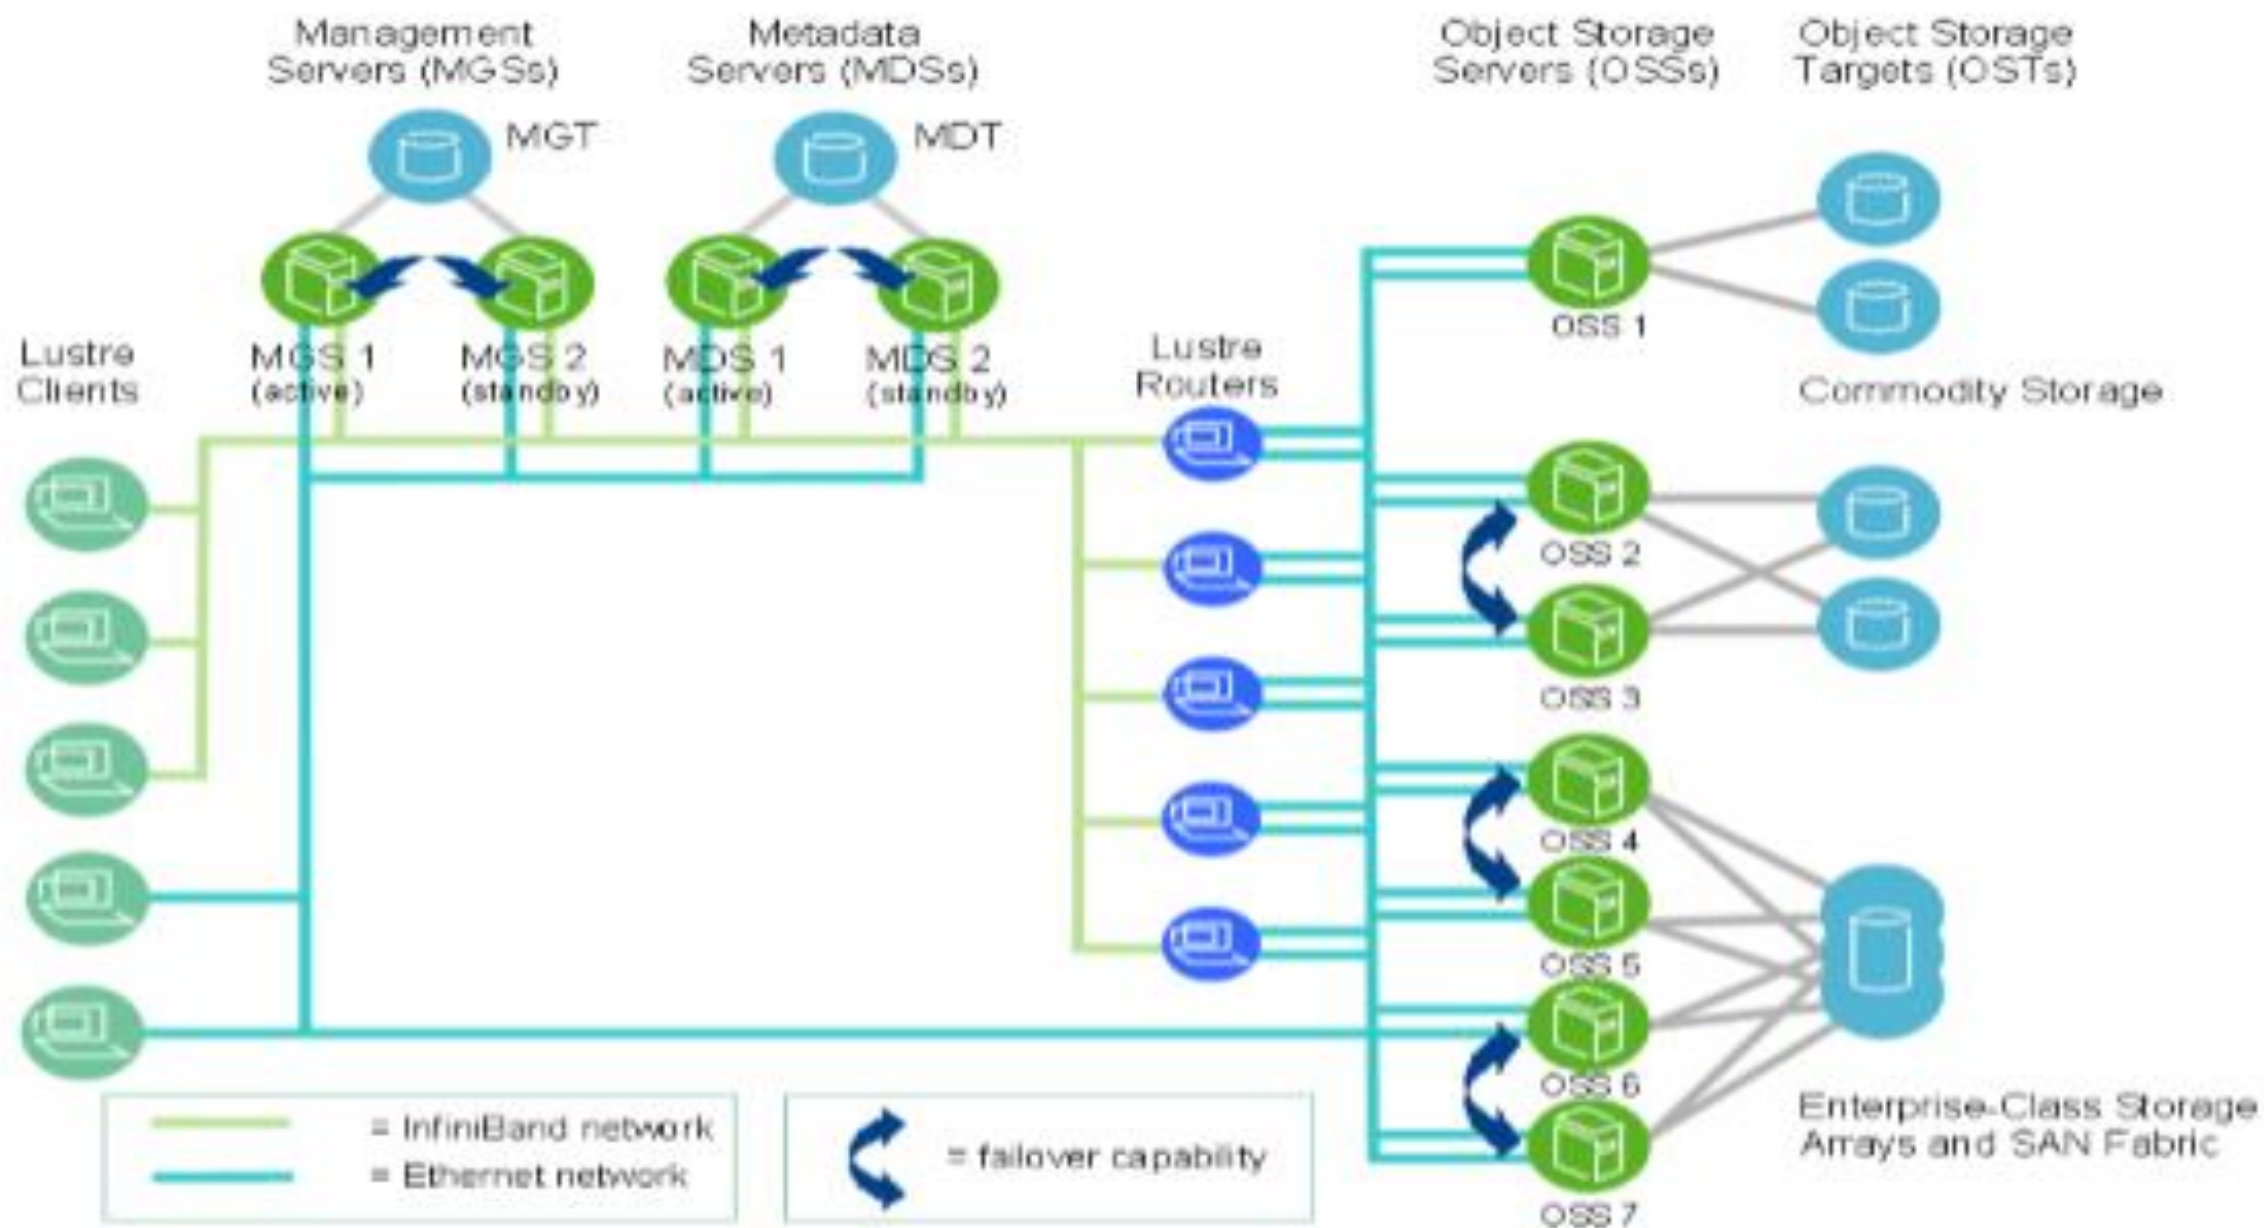 Management
Servers (MGSs)
Metadata
Servers (MDSs)
Object Storage
Servers (OSSs)
Object Storage
Targets (OSTs)
MGT
MDT
OSS 1
Lustre
Clients
MGS 1
(active)
MGS 2
(standby)
MDS 1
(active)
MDS 2
(standby)
Lustre
Routers
Commodity Storage
OSS 2
OSS 3
OSS 4
OSS 5
OSS 6
OSS 7
Enterprise-Class Storage
Arrays and SAN Fabric
= InfiniBand network
= Ethernet network
= failover capability